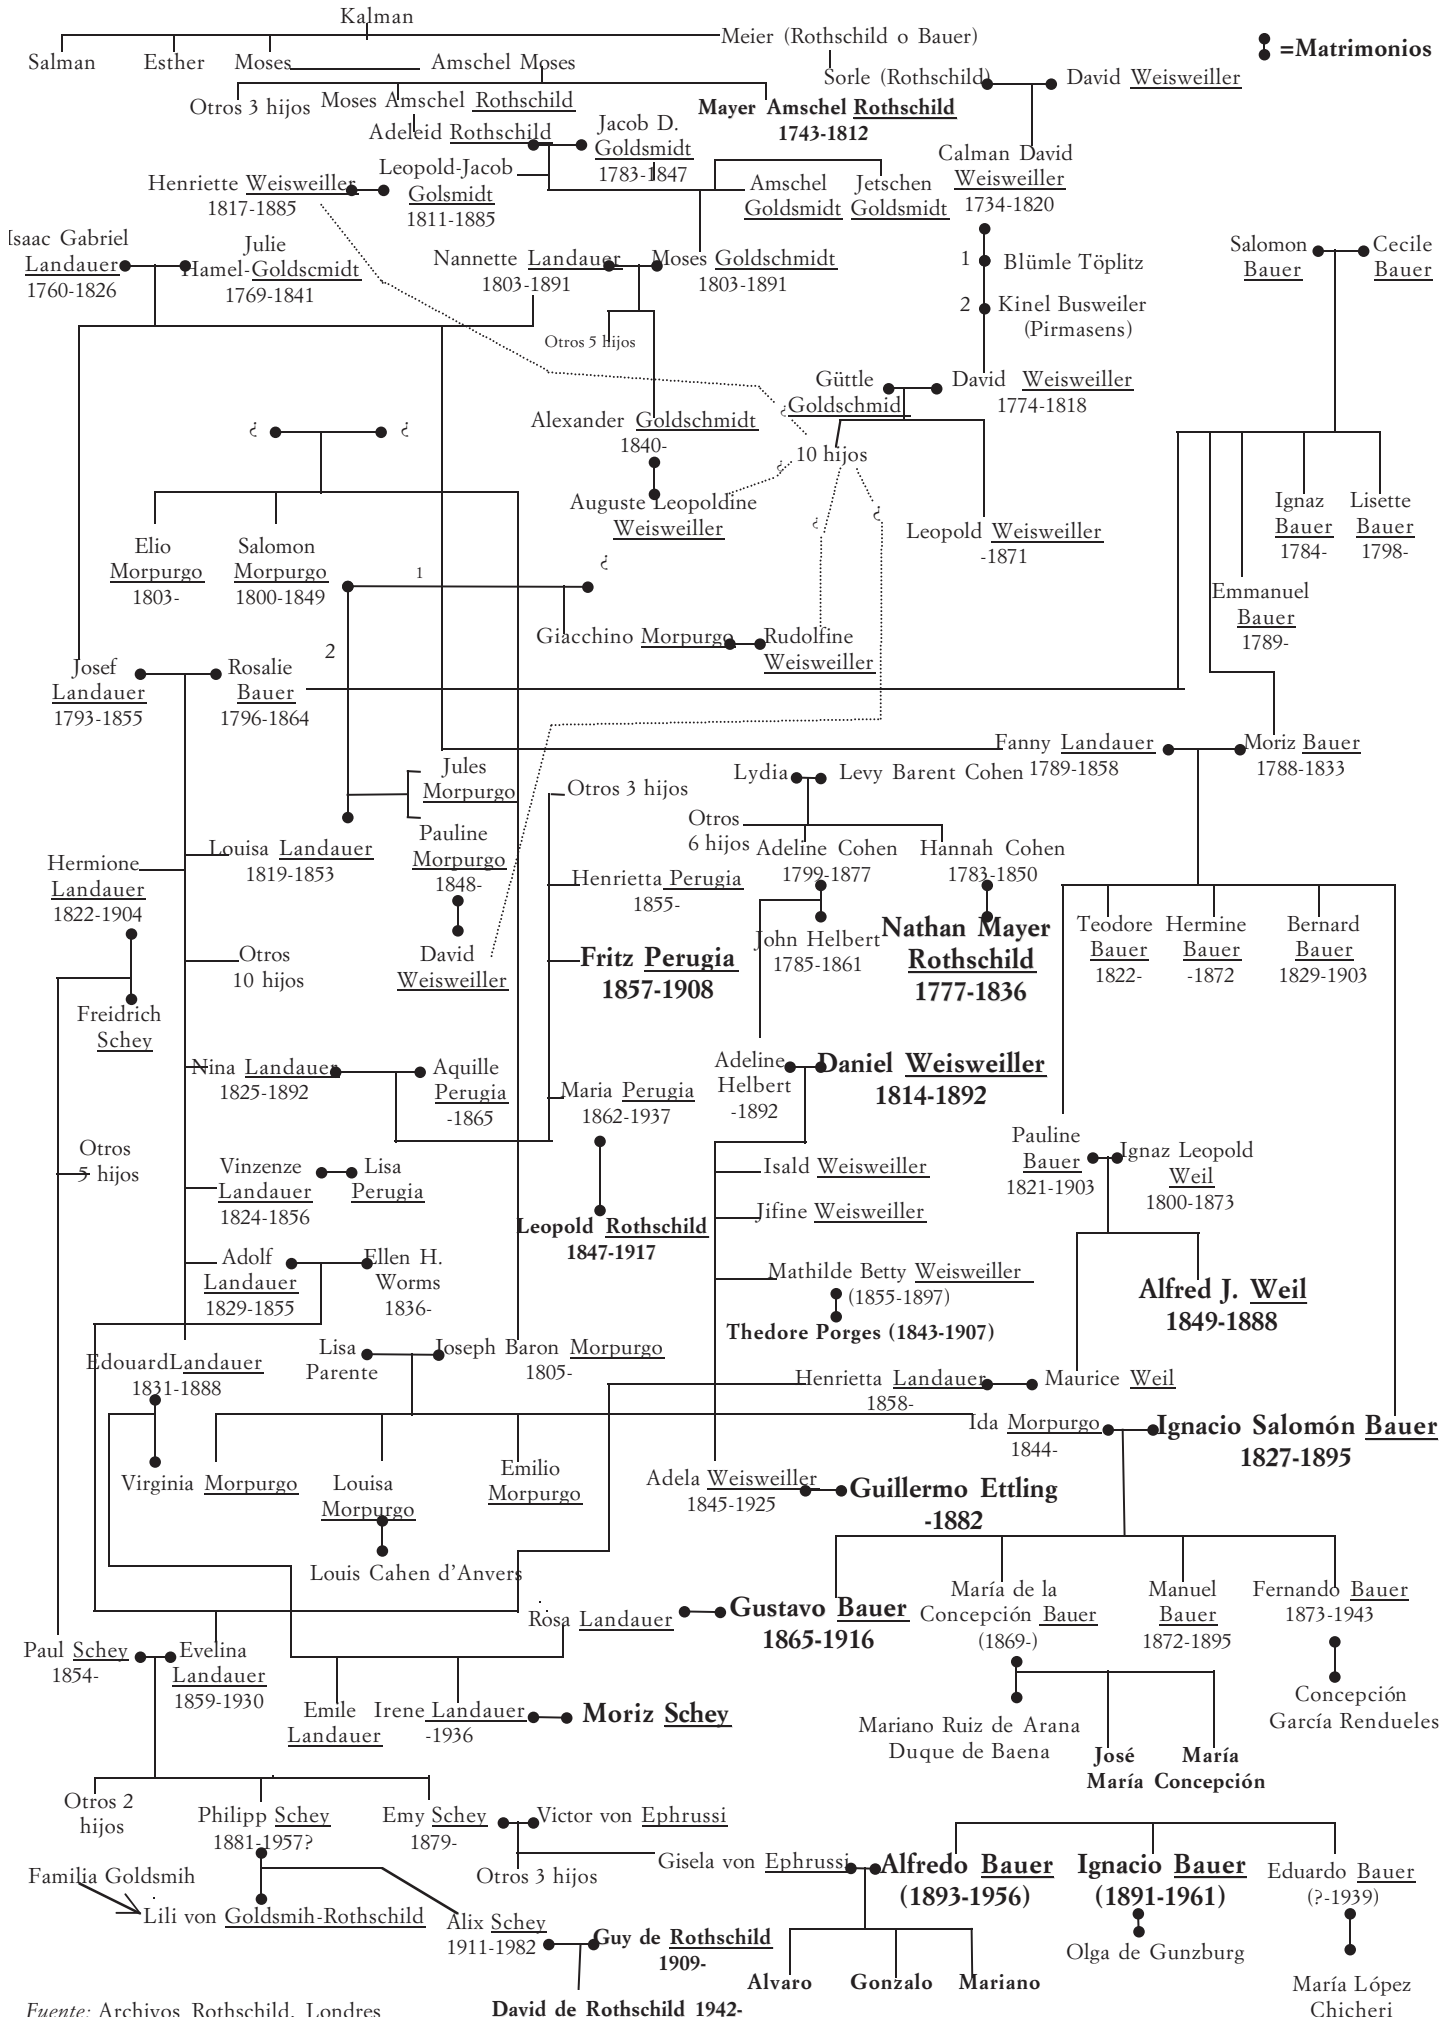 Kalman
Meier (Rothschild o Bauer)
=Matrimonios
Salman
Esther
Moses
Amschel Moses
Sorle (Rothschild)
David Weisweiller
Otros 3 hijos
Moses Amschel Rothschild
Mayer Amschel Rothschild
1743-1812
Adeleid Rothschild
Jacob D.
Goldsmidt
1783-1847
Calman David
Weisweiller
1734-1820
Henriette Weisweiller
1817-1885
Leopold-Jacob
Golsmidt
1811-1885
Amschel
Goldsmidt
Jetschen
Goldsmidt
Isaac Gabriel
Landauer
1760-1826
Julie
Hamel-Goldscmidt
1769-1841
Nannette Landauer
1803-1891
Moses Goldschmidt
1803-1891
1
Blümle Töplitz
2
Kinel Busweiler
(Pirmasens)
Salomon
Bauer
Cecile
Bauer
Otros 5 hijos
Güttle
¿Goldschmid
David Weisweiller
1774-1818
Alexander Goldschmidt
1840-
¿
¿
10 hijos
¿
Auguste Leopoldine
Weisweiller
¿
¿
Leopold Weisweiller
-1871
Ignaz
Bauer
1784-
Lisette
Bauer
1798-
Elio
Morpurgo
1803-
Salomon
Morpurgo
1800-1849
1
¿
Emmanuel
Bauer
1789-
Giacchino Morpurgo
Rudolfine
Weisweiller
2
Josef
Landauer
1793-1855
Rosalie
Bauer
1796-1864
Fanny Landauer
1789-1858
Moriz Bauer
1788-1833
Jules
Morpurgo
Otros 3 hijos
Lydia
Levy Barent Cohen
Otros
6 hijos
Pauline
Morpurgo
1848-
Louisa Landauer
1819-1853
Hermione
Landauer
1822-1904
Adeline Cohen
1799-1877
Hannah Cohen
1783-1850
Henrietta Perugia
1855-
John Helbert
1785-1861
Nathan Mayer
Rothschild
1777-1836
Teodore
Bauer
1822-
Hermine
Bauer
-1872
Bernard
Bauer
1829-1903
David
Weisweiller
Fritz Perugia
1857-1908
Otros
10 hijos
Freidrich
Schey
Nina Landauer
1825-1892
Aquille
Perugia
-1865
Maria Perugia
1862-1937
Adeline
Helbert
-1892
Daniel Weisweiller
1814-1892
Otros
5 hijos
Vinzenze
Landauer
1824-1856
Lisa
Perugia
Pauline
Bauer
1821-1903
Ignaz Leopold
Weil
1800-1873
Isald Weisweiller
Jifine Weisweiller
Leopold Rothschild
1847-1917
Adolf
Landauer
1829-1855
Ellen H.
Worms
1836-
Mathilde Betty Weisweiller
(1855-1897)
Thedore Porges (1843-1907)
Alfred J. Weil
1849-1888
EdouardLandauer
1831-1888
Lisa
Parente
Joseph Baron Morpurgo
1805-
Henrietta Landauer
1858-
Maurice Weil
Ida Morpurgo
1844-
Ignacio Salomón Bauer
1827-1895
Virginia Morpurgo
Louisa
Morpurgo
Emilio
Morpurgo
Adela Weisweiller
1845-1925
Guillermo Ettling
-1882
Louis Cahen d'Anvers
Rosa Landauer
Gustavo Bauer
1865-1916
María de la
Concepción Bauer
(1869-)
Manuel
Bauer
1872-1895
Fernando Bauer
1873-1943
Paul Schey
1854-
Evelina
Landauer
1859-1930
Emile
Landauer
Irene Landauer
-1936
Moriz Schey
Mariano Ruiz de Arana
Duque de Baena
José
María
María
Concepción
Concepción
García Rendueles
Otros 2
hijos
Philipp Schey
1881-1957?
Emy Schey
1879-
Victor von Ephrussi
Otros 3 hijos
Gisela von Ephrussi
Alfredo Bauer
(1893-1956)
Ignacio Bauer
(1891-1961)
Eduardo Bauer
(?-1939)
Familia Goldsmih
Lili von Goldsmih-Rothschild
Alix Schey
1911-1982
Guy de Rothschild
1909-
Olga de Gunzburg
Alvaro
Gonzalo
Mariano
María López
Chicheri
David de Rothschild 1942-
Fuente: Archivos Rothschild. Londres